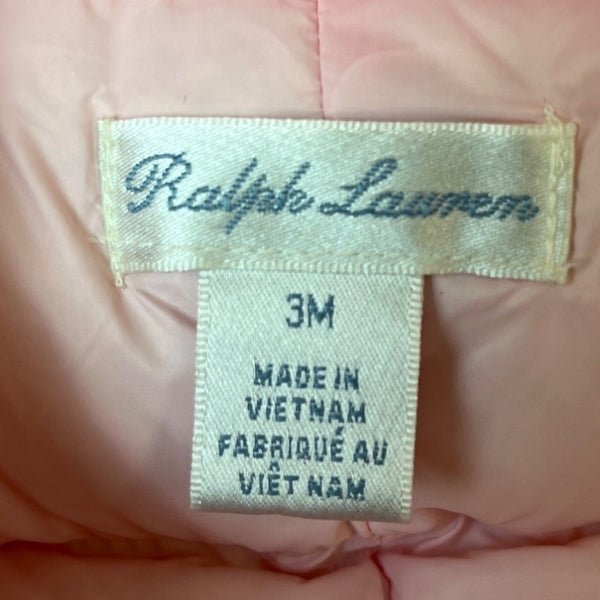 Ralph Lauren
3M
MADE IN
VIETNAM
FABRIQUÉ AU
VIÊT NAM